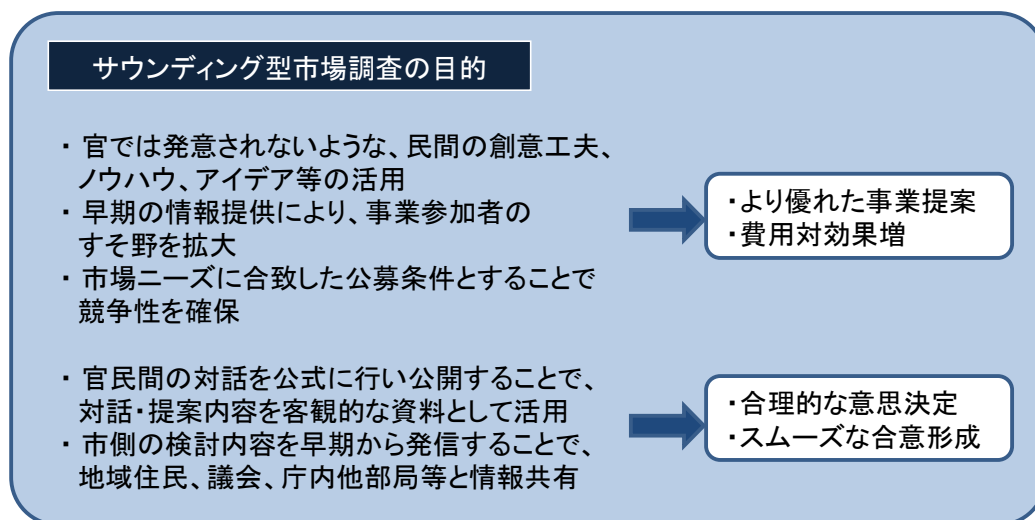 サウンディング型市場調査の目的
・ 官では発意されないような、民間の創意工夫、
ノウハウ、アイデア等の活用
・ 早期の情報提供により、事業参加者の
すそ野を拡大
・ 市場ニーズに合致した公募条件とすることで
競争性を確保
・より優れた事業提案
・費用対効果増
・ 官民間の対話を公式に行い公開することで、
対話・提案内容を客観的な資料として活用
・ 市側の検討内容を早期から発信することで、
地域住民、議会、庁内他部局等と情報共有
・合理的な意思決定
・スムーズな合意形成